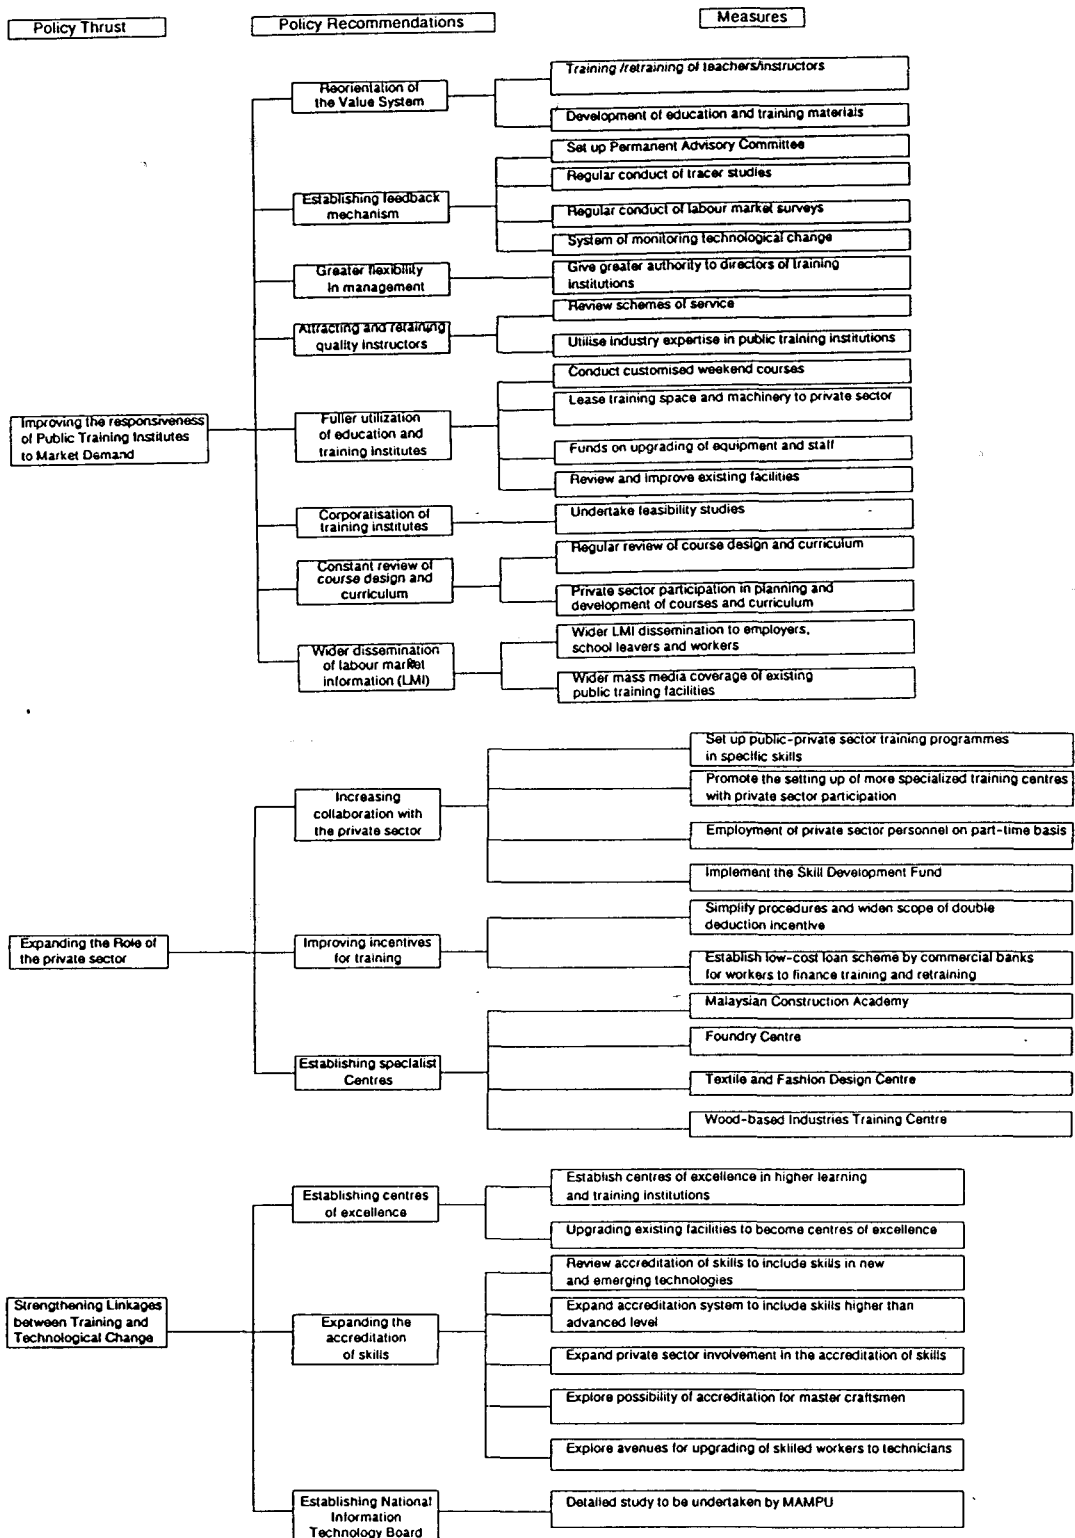 Policy Thrust
Policy Recommendations
Measures
Improving the responsiveness
of Public Training Institutes
to Market Demand
Reorientation of
the Value System
Training /retraining of teachers/instructors
Development of education and training materials
Establishing feedback
mechanism
Set up Permanent Advisory Committee
Regular conduct of tracer studies
Regular conduct of labour market surveys
System of monitoring technological change
Greater flexibility
in management
Give greater authority to directors of training
institutions
Attracting and retaining
quality instructors
Review schemes of service
Utilise industry expertise in public training institutions
Fuller utilization
of education and
training institutes
Conduct customised weekend courses
Lease training space and machinery to private sector
Funds on upgrading of equipment and staff
Review and improve existing facilities
Corporatisation of
training institutes
Undertake feasibility studies
Constant review of
course design and
curriculum
Regular review of course design and curriculum
Private sector participation in planning and
development of courses and curriculum
Wider dissemination
of labour market
information (LMI)
Wider LMI dissemination to employers,
school leavers and workers
Wider mass media coverage of existing
public training facilities
Expanding the Role of
the private sector
Increasing
collaboration with
the private sector
Set up public-private sector training programmes
in specific skills
Promote the setting up of more specialized training centres
with private sector participation
Employment of private sector personnel on part-time basis
Implement the Skill Development Fund
Improving incentives
for training
Simplify procedures and widen scope of double
deduction incentive
Establish low-cost loan scheme by commercial banks
for workers to finance training and retraining
Establishing specialist
Centres
Malaysian Construction Academy
Foundry Centre
Textile and Fashion Design Centre
Wood-based Industries Training Centre
Strengthening Linkages
between Training and
Technological Change
Establishing centres
of excellence
Establish centres of excellence in higher learning
and training institutions
Upgrading existing facilities to become centres of excellence
Expanding the
accreditation
of skills
Review accreditation of skills to include skills in new
and emerging technologies
Expand accreditation system to include skills higher than
advanced level
Expand private sector involvement in the accreditation of skills
Explore possibility of accreditation for master craftsmen
Explore avenues for upgrading of skilled workers to technicians
Establishing National
Information
Technology Board
Detailed study to be undertaken by MAMPU